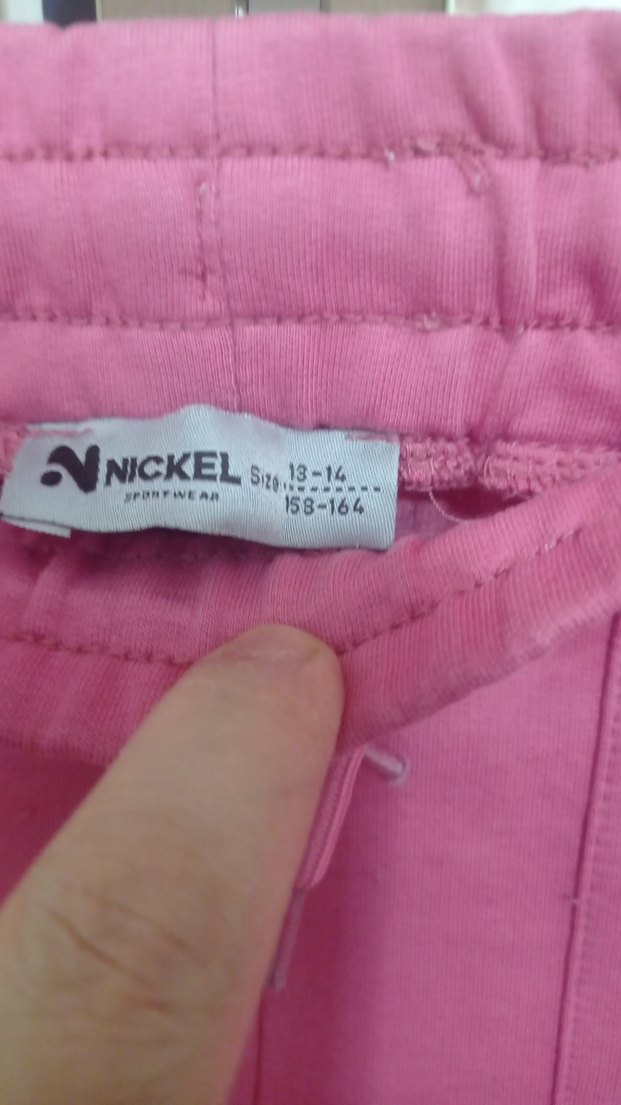 NICKEL
SPORTWEAR
Size: 13-14
158-164